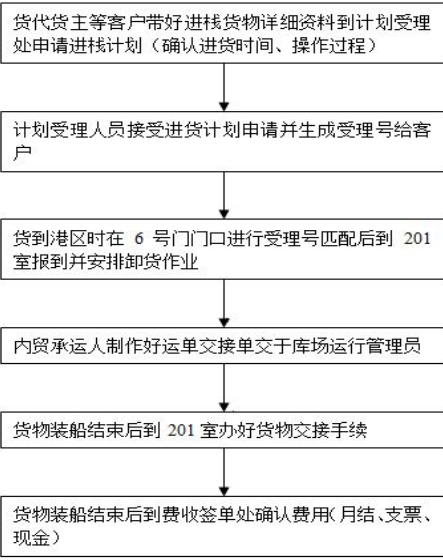 货代货主等客户带好进栈货物详细资料到计划受理
处申请进栈计划（确认进货时间、操作过程）
计划受理人员接受进货计划申请并生成受理号给客
户
货到港区时在 6 号门门口进行受理号匹配后到 201
室报到并安排卸货作业
内贸承运人制作好运单交接单交于库场运行管理员
货物装船结束后到 201 室办好货物交接手续
货物装船结束后到费收签单处确认费用（月结、支票、
现金）